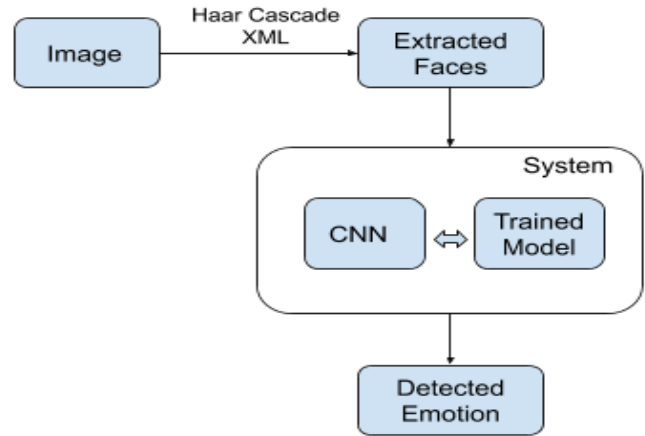 Image
Haar Cascade
XML
Extracted
Faces
System
CNN
Trained
Model
Detected
Emotion